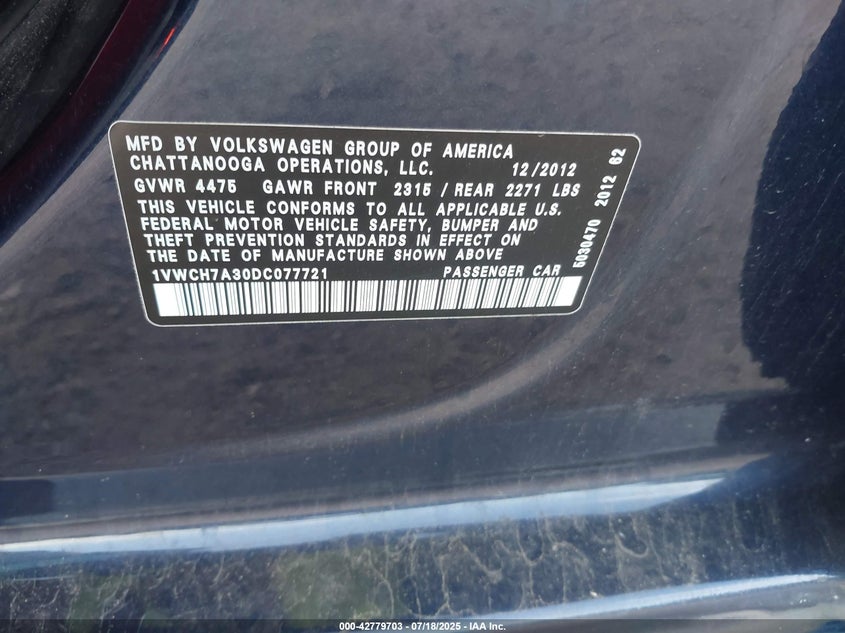 MFD BY VOLKSWAGEN GROUP OF AMERICA
CHATTANOOGA OPERATIONS, LLC. 12/2012
GVWR 4475 GAWR FRONT 2315 / REAR 2271 LBS
THIS VEHICLE CONFORMS TO ALL APPLICABLE U.S.
FEDERAL MOTOR VEHICLE SAFETY, BUMPER AND
THEFT PREVENTION STANDARDS IN EFFECT ON
THE DATE OF MANUFACTURE SHOWN ABOVE
1VWCH7A30DC077721 PASSENGER CAR
5030470 2012 62
000-42779703 - 07/18/2025 - IAA Inc.